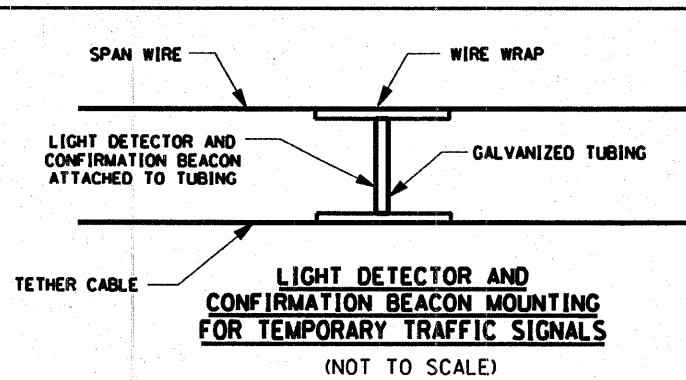 SPAN WIRE
WIRE WRAP
LIGHT DETECTOR AND
CONFIRMATION BEACON
ATTACHED TO TUBING
GALVANIZED TUBING
TETHER CABLE
LIGHT DETECTOR AND
CONFIRMATION BEACON MOUNTING
FOR TEMPORARY TRAFFIC SIGNALS
(NOT TO SCALE)